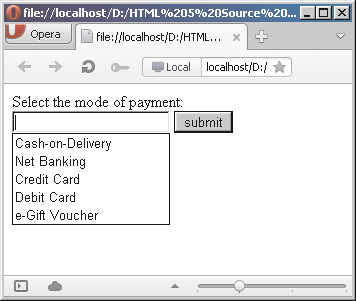 file://localhost/D:/HTML%205%20Source%20...
Opera
file://localhost/D:/HTML...
Local
localhost/D:/
Select the mode of payment:
submit
Cash-on-Delivery
Net Banking
Credit Card
Debit Card
e-Gift Voucher